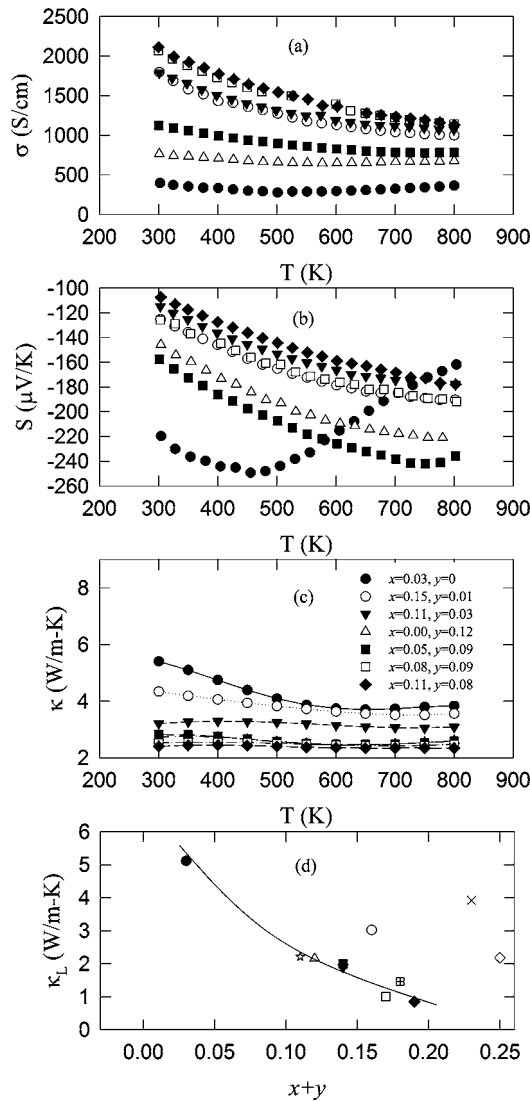 2500
2000
1500
1000
500
0
σ (S/cm)
(a)
200 300 400 500 600 700 800 900
T (K)
-100
-120
-140
-160
-180
-200
-220
-240
-260
S (μV/K)
(b)
200 300 400 500 600 700 800 900
T (K)
8
6
4
2
κ (W/m-K)
(c)
x=0.03, y=0
x=0.15, y=0.01
x=0.11, y=0.03
x=0.00, y=0.12
x=0.05, y=0.09
x=0.08, y=0.09
x=0.11, y=0.08
200 300 400 500 600 700 800 900
T (K)
6
5
4
3
2
1
0
κL (W/m-K)
(d)
0.00 0.05 0.10 0.15 0.20 0.25
x+y